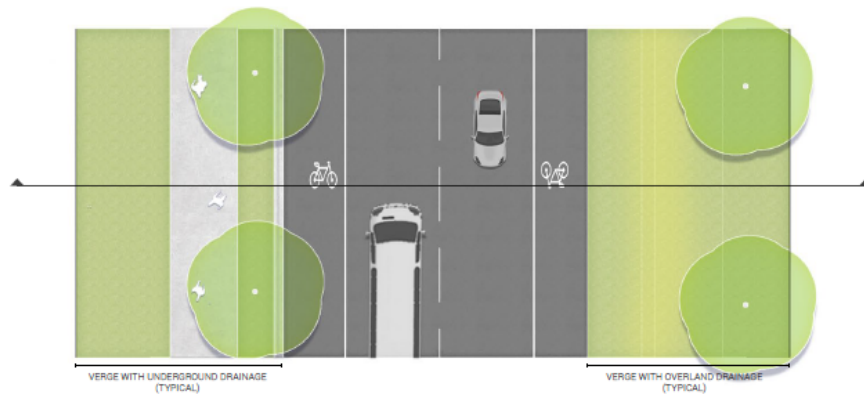 VERGE WITH UNDERGROUND DRAINAGE
(TYPICAL)
VERGE WITH OVERLAND DRAINAGE
(TYPICAL)